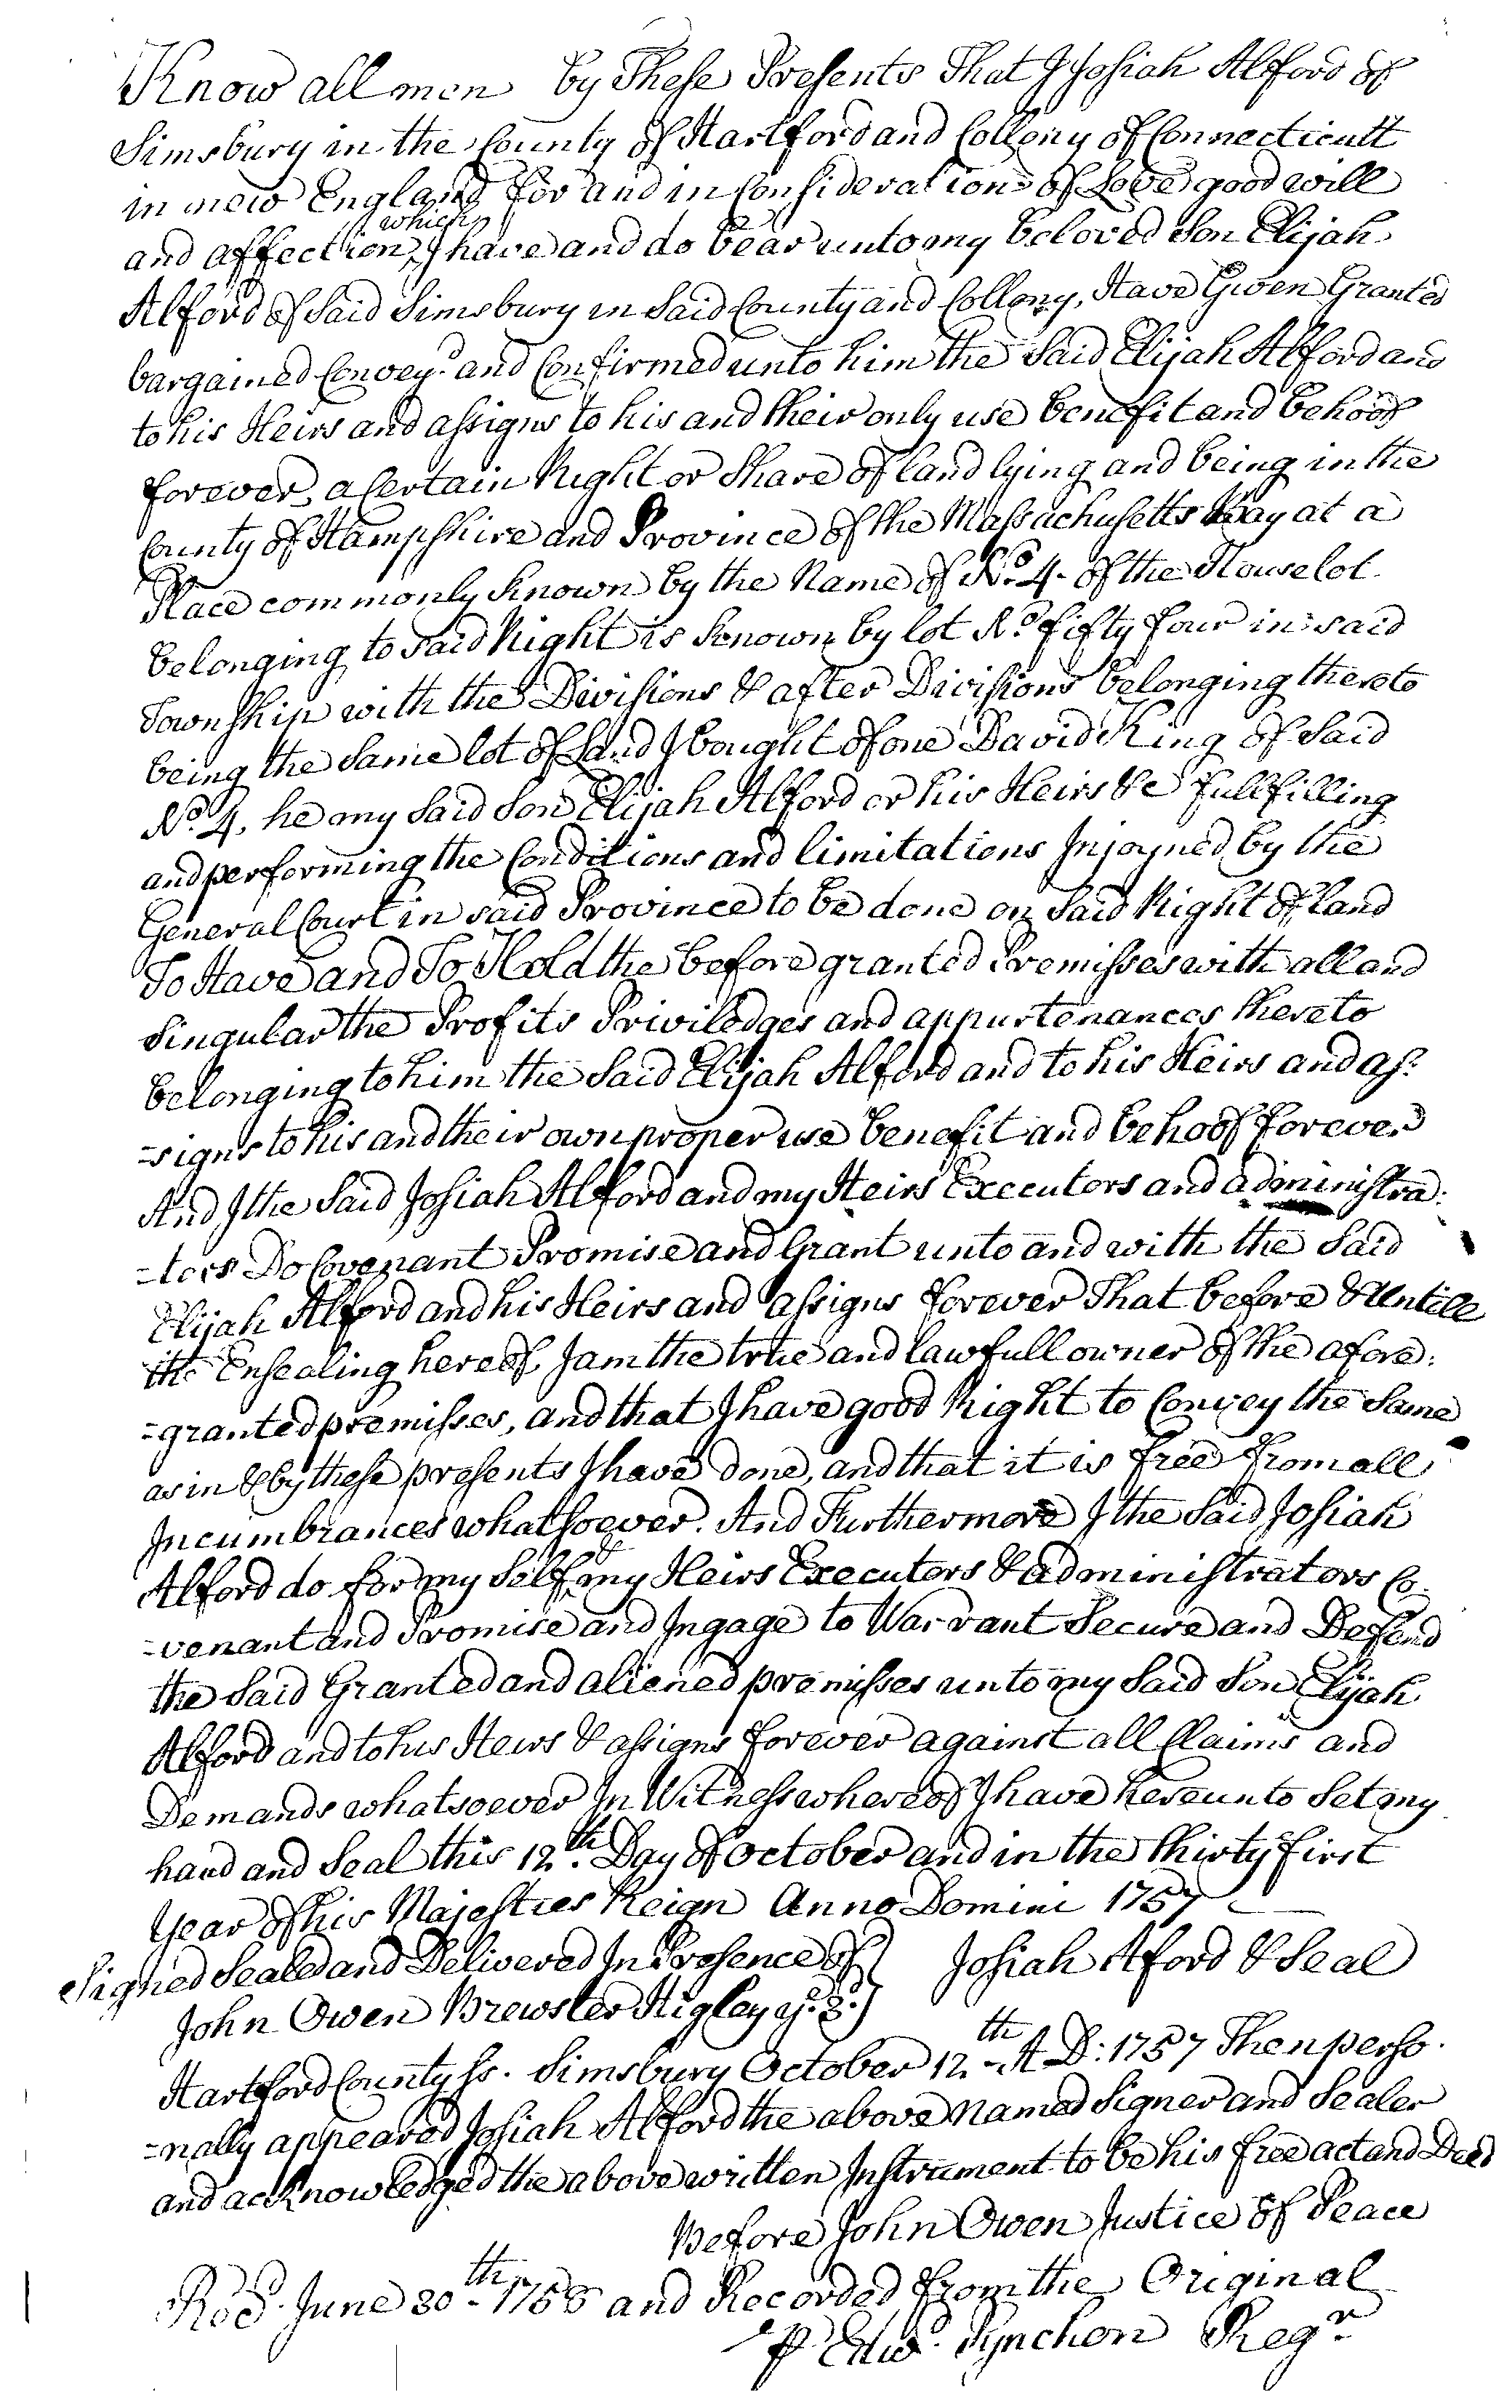 Know all men by These Presents That I Josiah Alford of
Simsbury in the County of Hartford and Collony of Connecticutt
in new England for and in Consideration of Love good will
and affection, which I have and do bear unto my beloved Son Elijah
Alford of Said Simsbury in Said County and Collony, Have Given Granted
bargained Convey.d and Confirmed unto him the Said Elijah Alford and
to his Heirs and assigns to his and their only use benefit and behoof
forever, a Certain Right or Share of land lying and being in the
County of Hampshire and Province of the Massachusetts Bay at a
Place commonly known by the Name of No. 4. of the House lot
belonging to said Right is known by lot No. fifty four in said
Township with the Divisions & after Divisions belonging thereto
being the same lot of Land I bought of one David King of Said
No. 4, he my Said Son Elijah Alford or his Heirs &c fullfilling
and performing the Conditions and limitations Injoyned by the
General Court in said Province to be done on Said Right of land
To Have and To Hold the before granted Premisses with all and
Singular the Profits Priviledges and appurtenances thereto
belonging to him the Said Elijah Alford and to his Heirs and as:
=signs to his and their own proper use benefit and behoof forever
And I the Said Josiah Alford and my Heirs Executors and administra:
=tors Do Covenant Promise and Grant unto and with the Said
Elijah Alford and his Heirs and assigns forever That before & Untill
the Ensealing hereof I am the true and lawfull owner of the afore:
=granted premisses, and that I have good Right to Convey the Same
as in & by these presents I have done, and that it is free from all
Incumbrances whatsoever. And Furthermore I the Said Josiah
Alford do for my Self & my Heirs Executors & administrators Co:
=venant and Promise and Ingage to Warrant Secure and Defend
the Said Granted and aliened premisses unto my Said Son Elijah
Alford and to his Heirs & assigns forever against all Claims and
Demands whatsoever In Witness whereof I have hereunto Set my
hand and Seal this 12th. Day of October and in the thirty first
Year of his Majesties Reign Anno Domini 1757
Signed Sealed and Delivered In Presence of } Josiah Aford & Seal
John Owen Brewster Higley
Hartford County Ss. Simsbury October 12th A D: 1757 Then perso:
=nally appeared Josiah Alford the above named Signer and Sealer
and acknowledged the above written Instrument to be his free act and Deed
Before John Owen Justice of Peace
Recd. June 30th 1758 and Recorded from the Original
P Edwd. Pynchon Regr.